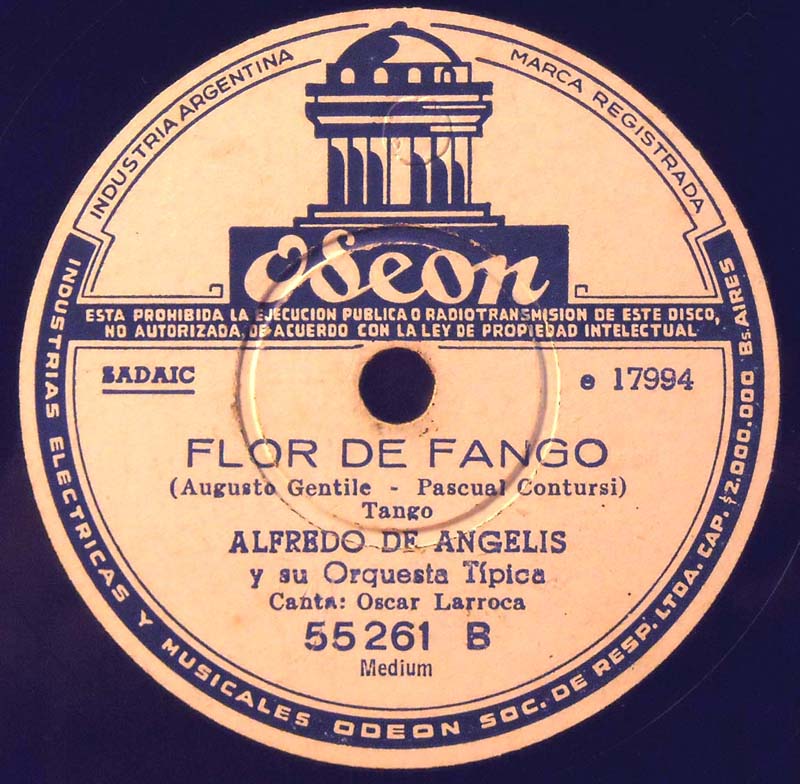 INDUSTRIA ARGENTINA
MARCA REGISTRADA
Odeon
ESTA PROHIBIDA LA EJECUCION PUBLICA O RADIOTRANSMISION DE ESTE DISCO,
NO AUTORIZADA, DE ACUERDO CON LA LEY DE PROPIEDAD INTELECTUAL
SADAIC
e 17994
FLOR DE FANGO
(Augusto Gentile - Pascual Contursi)
Tango
ALFREDO DE ANGELIS
y su Orquesta Típica
Canta: Oscar Larroca
55261 B
Medium
INDUSTRIAS ELECTRICAS Y MUSICALES ODEON SOC. DE RESP. LTDA. CAP. $2.000.000 Bs. AIRES